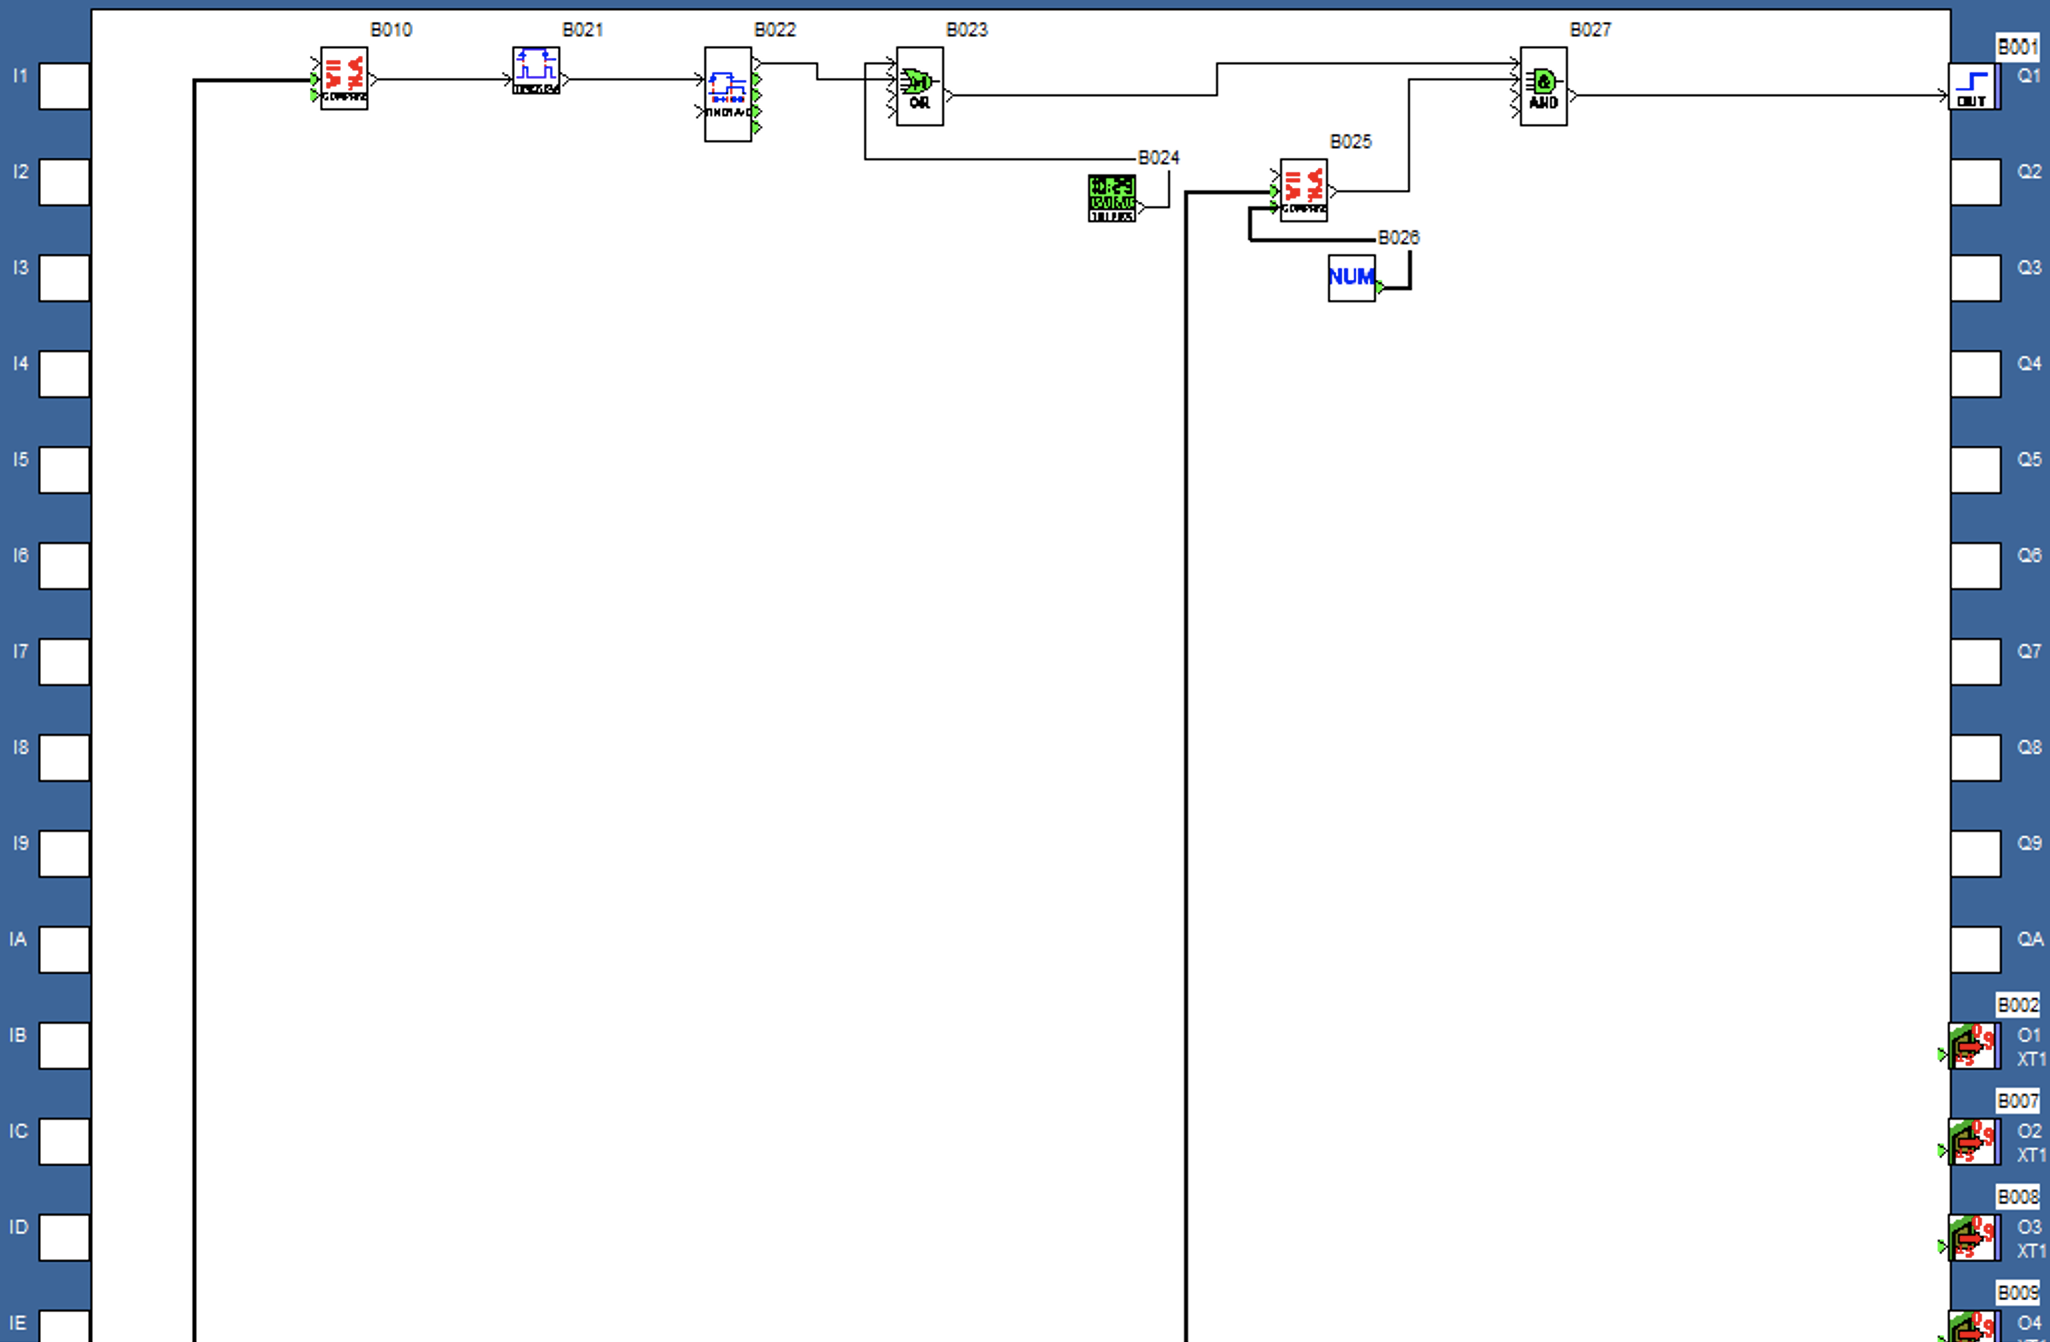 B010
B021
B022
B023
B027
B001
I1
Q1
OR
AND
OUT
B025
B024
I2
Q2
B026
I3
NUM
Q3
I4
Q4
I5
Q5
I6
Q6
I7
Q7
I8
Q8
I9
Q9
IA
QA
B002
IB
O1
XT1
B007
IC
O2
XT1
B008
ID
O3
XT1
B009
IE
O4